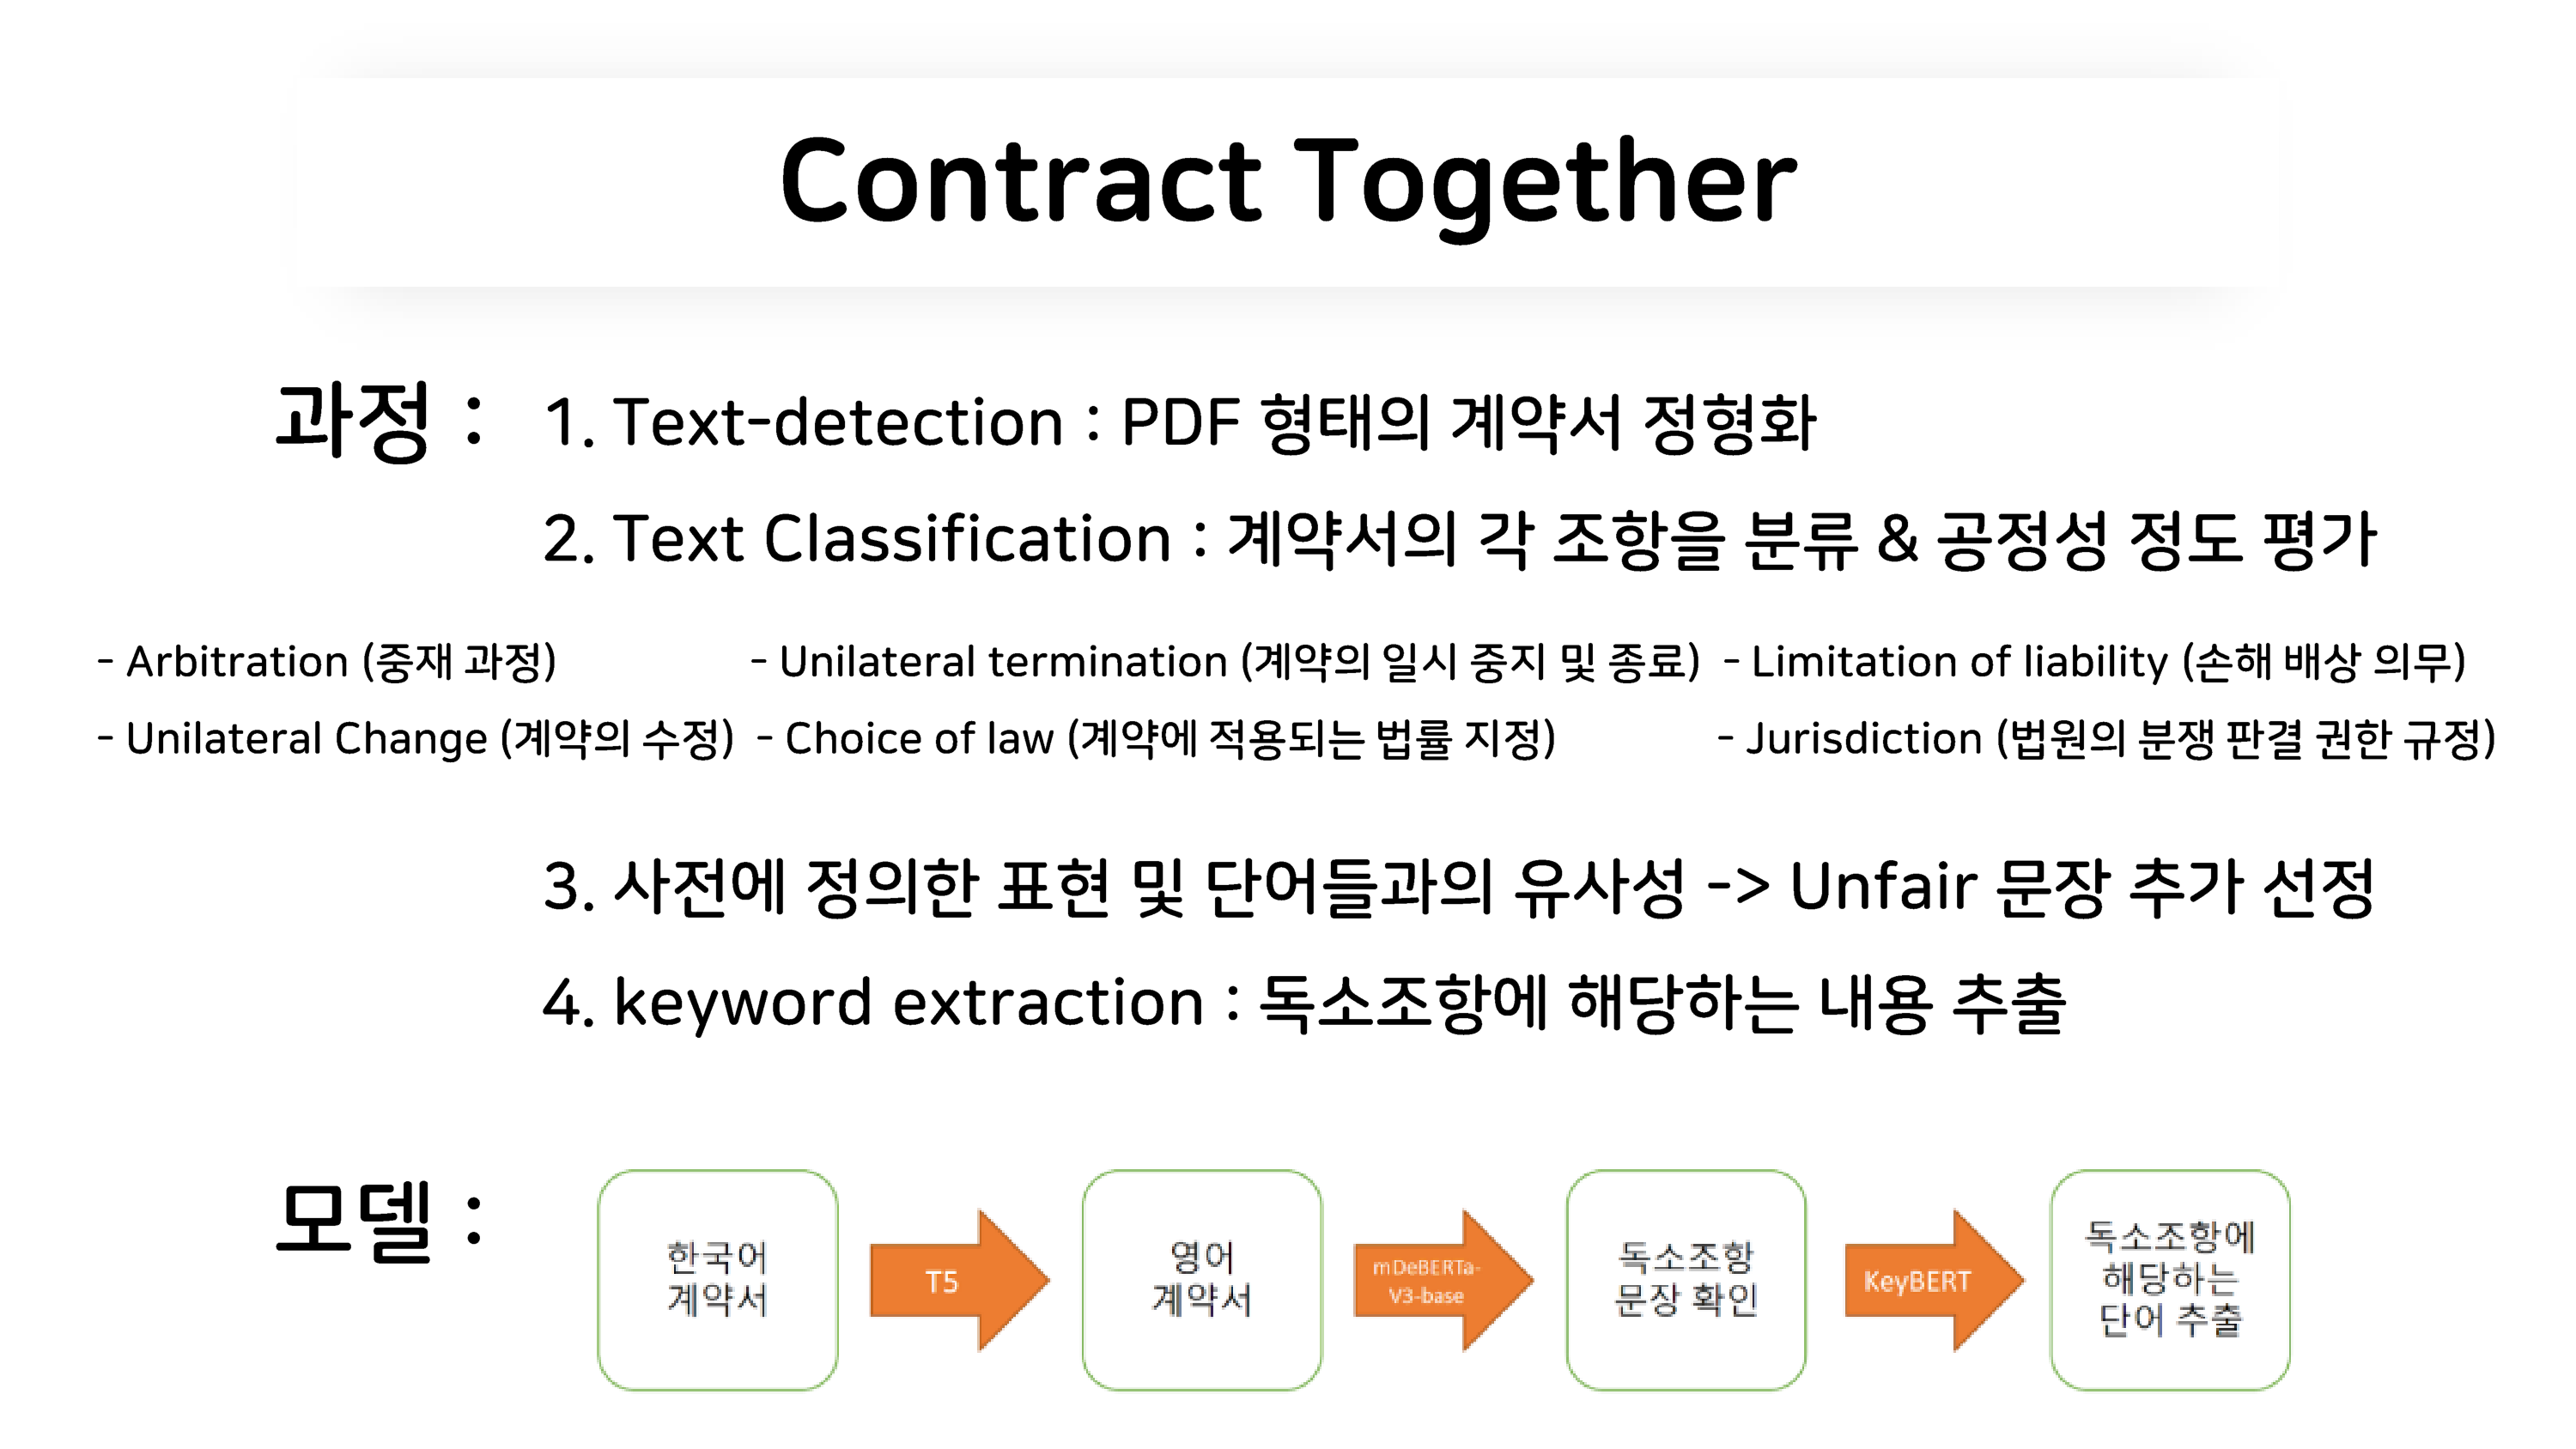 Contract Together
과정 : 1. Text-detection : PDF 형태의 계약서 정형화
2. Text Classification : 계약서의 각 조항을 분류 & 공정성 정도 평가
- Arbitration (중재 과정) - Unilateral termination (계약의 일시 중지 및 종료) - Limitation of liability (손해 배상 의무)
- Unilateral Change (계약의 수정) - Choice of law (계약에 적용되는 법률 지정) - Jurisdiction (법원의 분쟁 판결 권한 규정)
3. 사전에 정의한 표현 및 단어들과의 유사성 -> Unfair 문장 추가 선정
4. keyword extraction : 독소조항에 해당하는 내용 추출
모델 :
한국어
계약서
T5
영어
계약서
mDeBERTa-
V3-base
독소조항
문장 확인
KeyBERT
독소조항에
해당하는
단어 추출